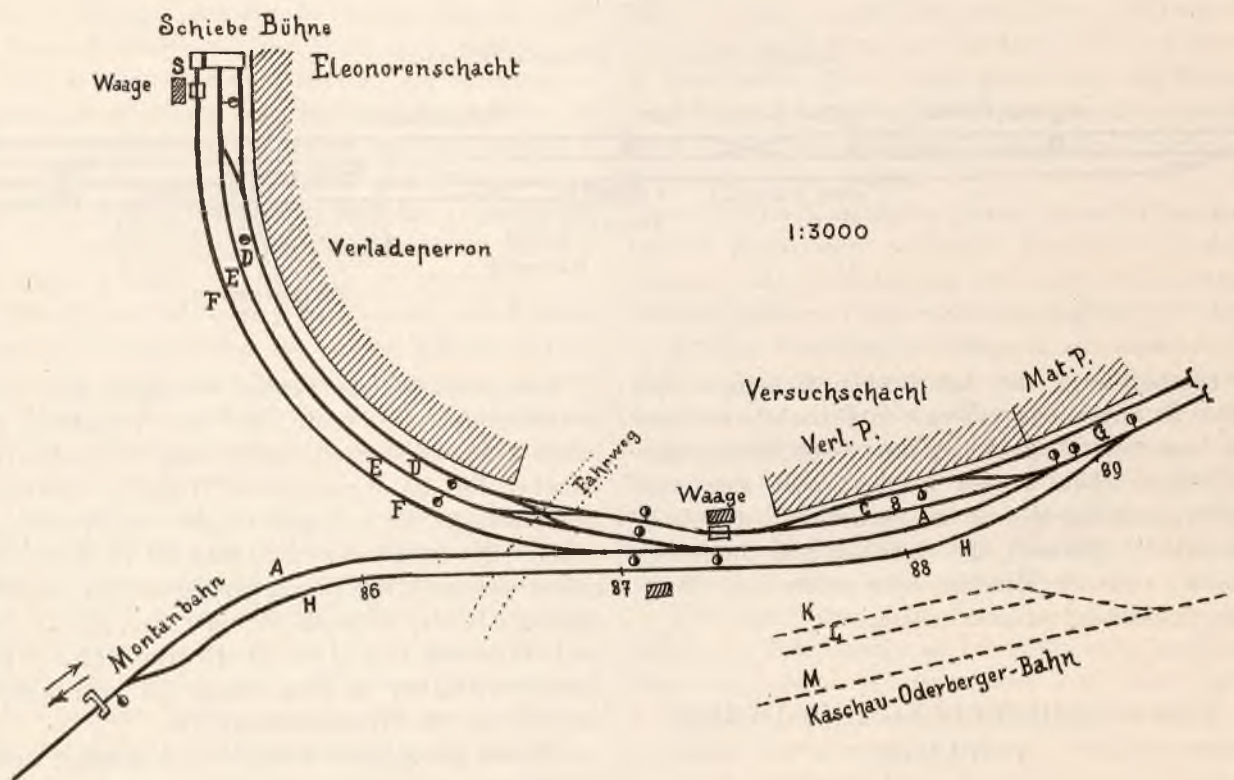 Schiebe Bühne
S
Eleonorenschacht
Waage
1:3000
Verladeperron
D
E
F
Versuchschacht
Mat. P.
Verl. P.
Fahrweg
Waage
E D
F
G
89
C B
A
H
88
87
86
A
H
Montanbahn
K
L
M
Kaschau-Oderberger-Bahn